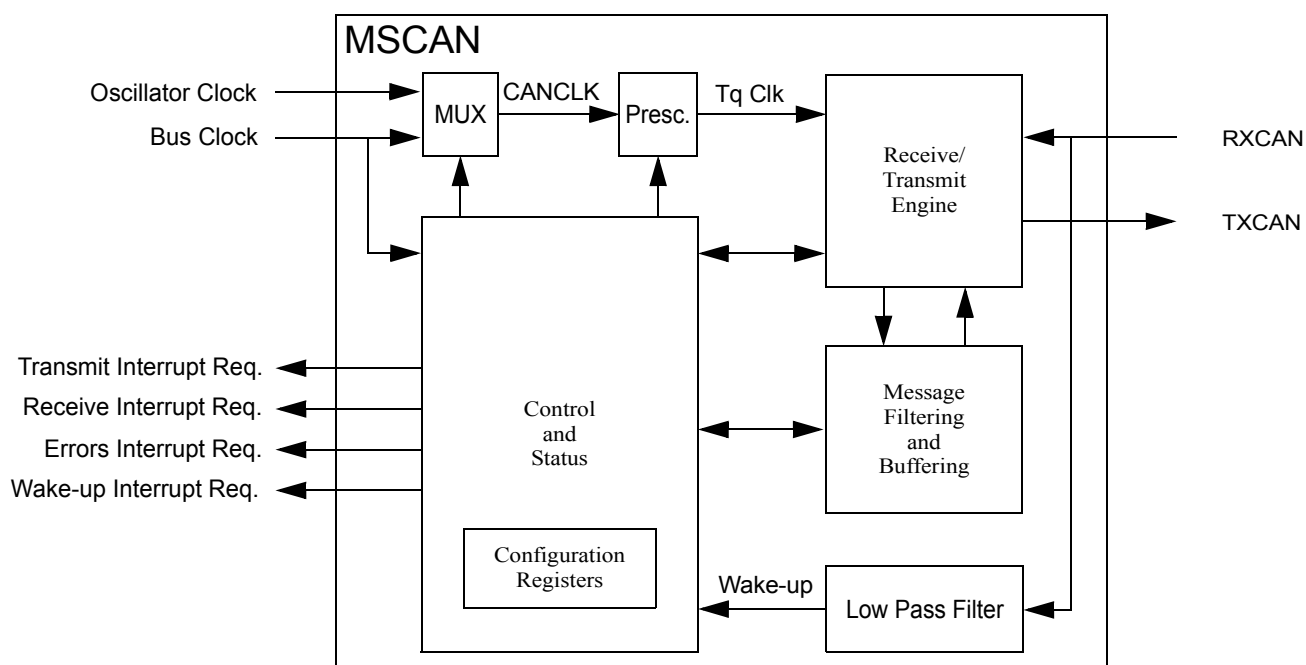 MSCAN
Oscillator Clock
Bus Clock
MUX
CANCLK
Presc.
Tq Clk
Receive/
Transmit
Engine
RXCAN
TXCAN
Transmit Interrupt Req.
Receive Interrupt Req.
Errors Interrupt Req.
Wake-up Interrupt Req.
Control
and
Status
Message
Filtering
and
Buffering
Configuration
Registers
Wake-up
Low Pass Filter